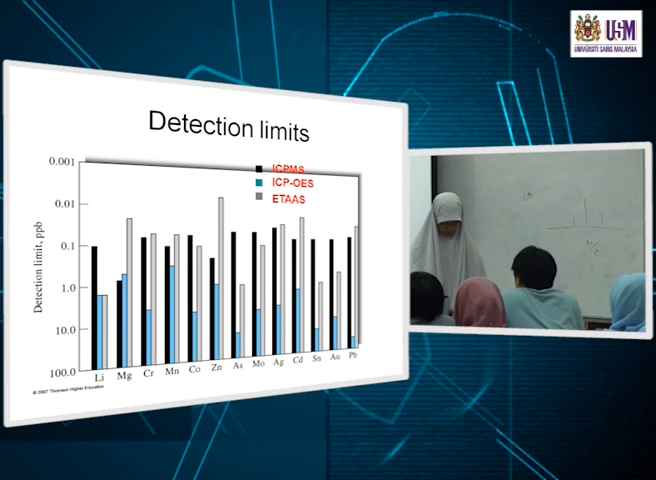 USM
UNIVERSITI SAINS MALAYSIA
Detection limits
ICPMS
ICP-OES
ETAAS
Detection limit, ppb
0.001
0.01
0.1
1.0
10.0
100.0
Li Mg Cr Mn Co Zn As Mo Ag Cd Sn Au Pb
© 2007 Thomson Higher Education